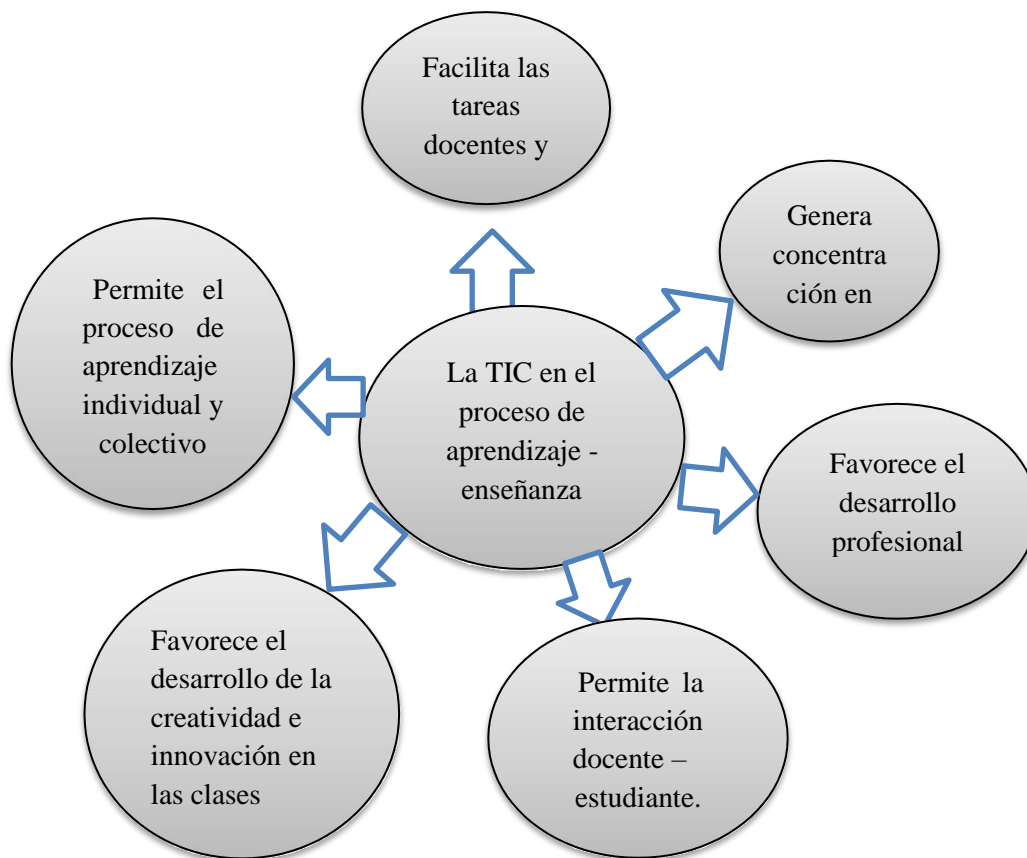 Facilita las
tareas
docentes y
Genera
concentra
ción en
Permite el
proceso de
aprendizaje
individual y
colectivo
La TIC en el
proceso de
aprendizaje -
enseñanza
Favorece el
desarrollo
profesional
Favorece el
desarrollo de la
creatividad e
innovación en
las clases
Permite la
interacción
docente –
estudiante.